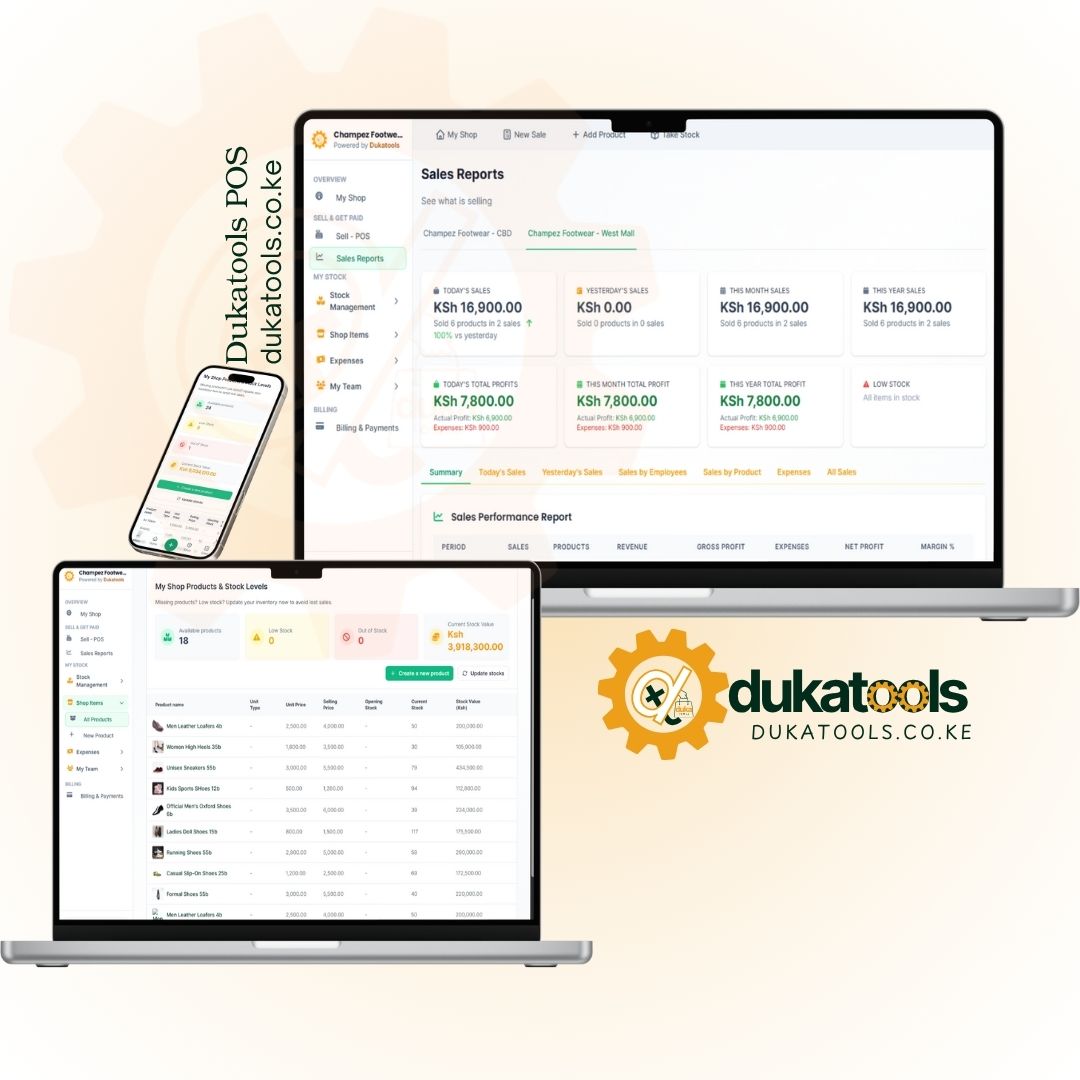 Dukatools POS
dukatools.co.ke
Champez Footwe...
Powered by Dukatools
OVERVIEW
My Shop
SELL & GET PAID
Sell - POS
Sales Reports
MY STOCK
Stock
Management
Shop Items
Expenses
My Team
BILLING
Billing & Payments
My Shop
New Sale
+ Add Product
Take Stock
Sales Reports
See what is selling
Champez Footwear - CBD
Champez Footwear - West Mall
TODAY'S SALES
KSh 16,900.00
Sold 6 products in 2 sales
100% vs yesterday
YESTERDAY'S SALES
KSh 0.00
Sold 0 products in 0 sales
THIS MONTH SALES
KSh 16,900.00
Sold 6 products in 2 sales
THIS YEAR SALES
KSh 16,900.00
Sold 6 products in 2 sales
TODAY'S TOTAL PROFITS
KSh 7,800.00
Actual Profit: KSh 6,900.00
Expenses: KSh 900.00
THIS MONTH TOTAL PROFIT
KSh 7,800.00
Actual Profit: KSh 6,900.00
Expenses: KSh 900.00
THIS YEAR TOTAL PROFIT
KSh 7,800.00
Actual Profit: KSh 6,900.00
Expenses: KSh 900.00
LOW STOCK
All items in stock
Summary Today's Sales Yesterday's Sales Sales by Employees Sales by Product Expenses All Sales
Sales Performance Report
PERIOD SALES PRODUCTS REVENUE GROSS PROFIT EXPENSES NET PROFIT MARGIN %
Available products
24
Low Stock
Out of Stock
1
Current Stock Value
+ Create a new product
Update stocks
Champez Footwe...
Powered by Dukatools
OVERVIEW
My Shop
SELL & GET PAID
Sell - POS
Sales Reports
MY STOCK
Stock
Management
Shop Items
All Products
+ New Product
Expenses
My Team
BILLING
Billing & Payments
My Shop Products & Stock Levels
Missing products? Low stock? Update your inventory now to avoid lost sales.
Available products
18
Low Stock
0
Out of Stock
0
Current Stock Value
Ksh
3,918,300.00
+ Create a new product
Update stocks
Product name Unit Type Unit Price Selling Price Opening Stock Current Stock Stock Value (Ksh)
Men Leather Loafers 4b - 2,500.00 4,000.00 - 50 200,000.00
Women High Heels 35b - 1,800.00 3,500.00 - 30 105,000.00
Unisex Sneakers 55b - 3,000.00 5,500.00 - 79 434,500.00
Kids Sports SHoes 12b - 500.00 1,200.00 - 94 112,800.00
Official Men's Oxford Shoes
6b - 3,500.00 6,000.00 - 39 234,000.00
Ladies Doll Shoes 15b - 800.00 1,500.00 - 117 175,500.00
Running Shoes 55b - 2,800.00 5,000.00 - 58 290,000.00
Casual Slip-On Shoes 25b - 1,200.00 2,500.00 - 69 172,500.00
Formal Shoes 55b - 3,000.00 5,500.00 - 40 220,000.00
Men Leather Loafers 4b - 2,500.00 4,000.00 - 50 200,000.00
duka
dukatools
DUKATOOLS.CO.KE